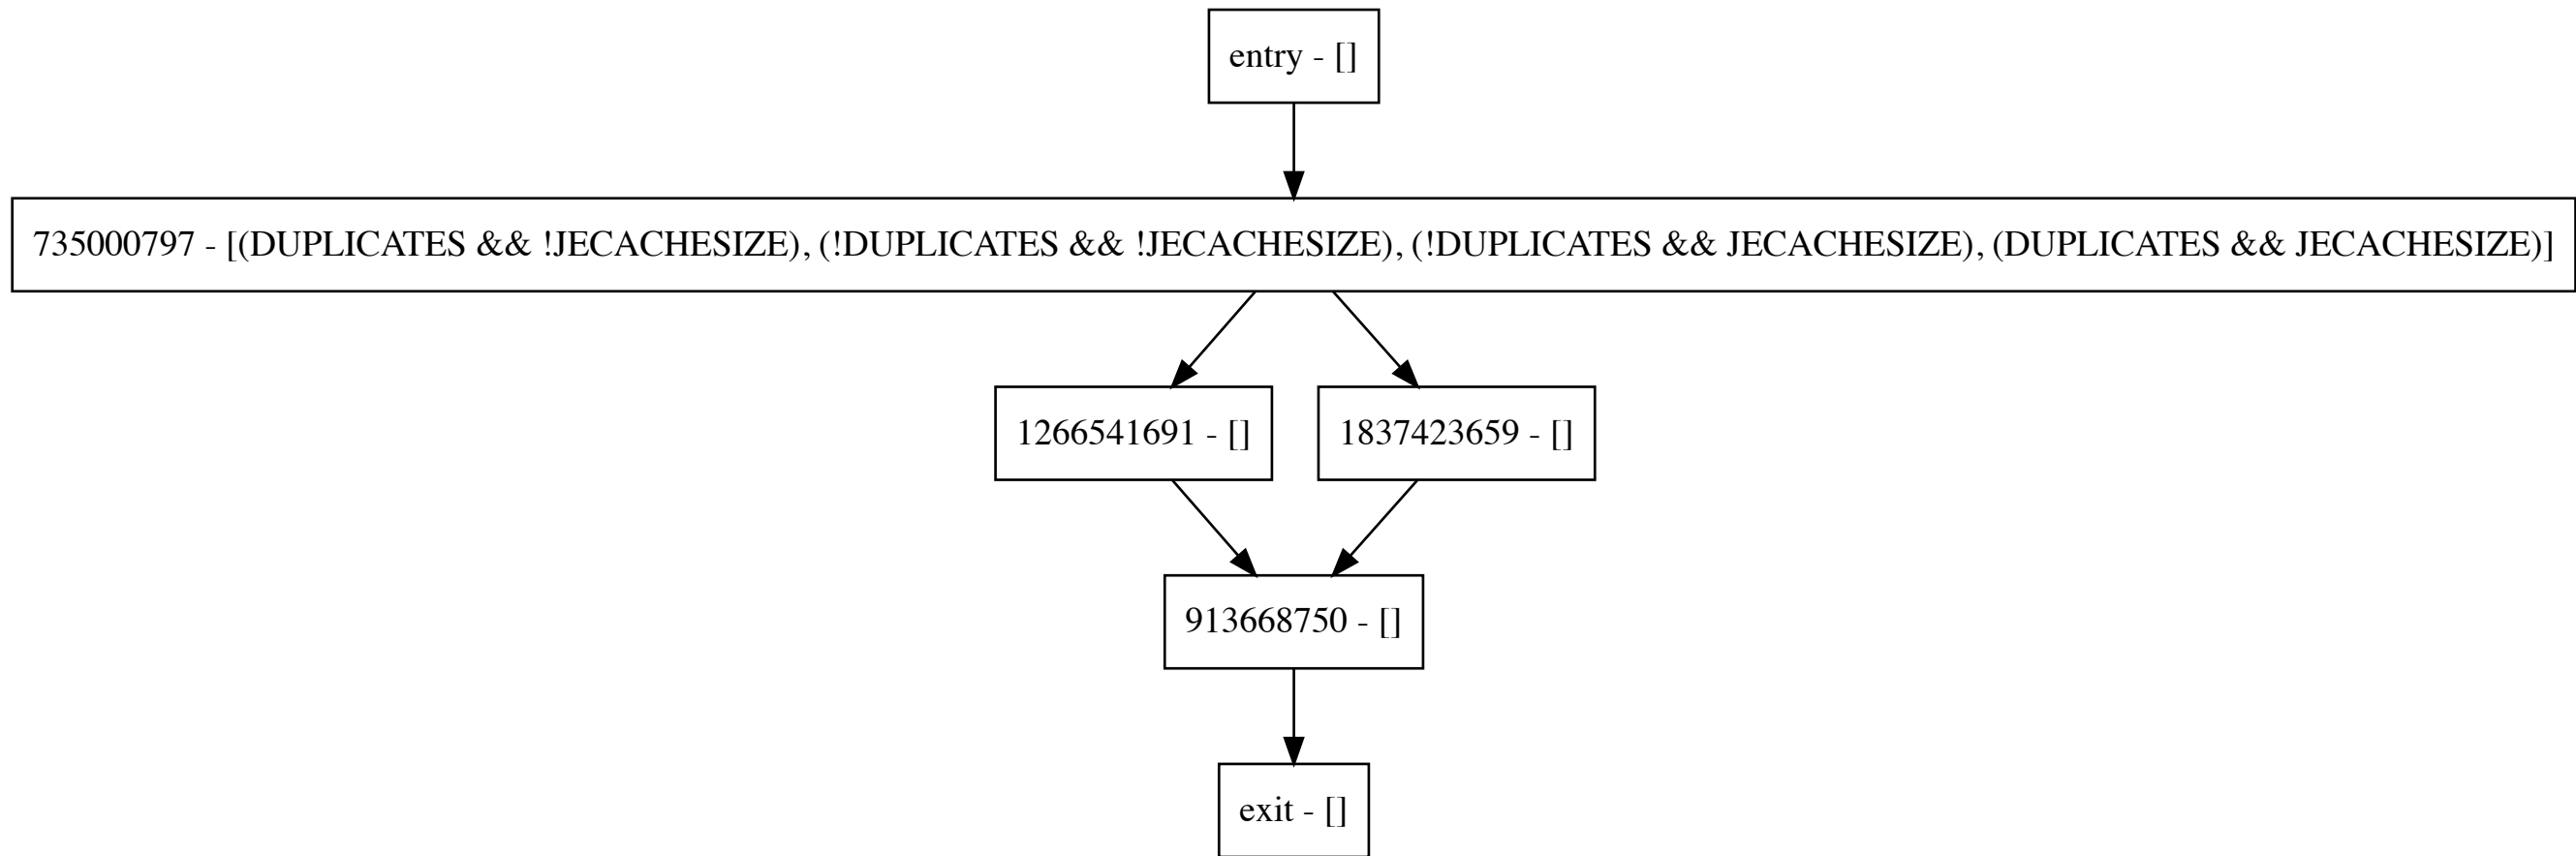 entry - []
735000797 - [(DUPLICATES && !JECACHESIZE), (!DUPLICATES && !JECACHESIZE), (!DUPLICATES && JECACHESIZE), (DUPLICATES && JECACHESIZE)]
1266541691 - []
1837423659 - []
913668750 - []
exit - []